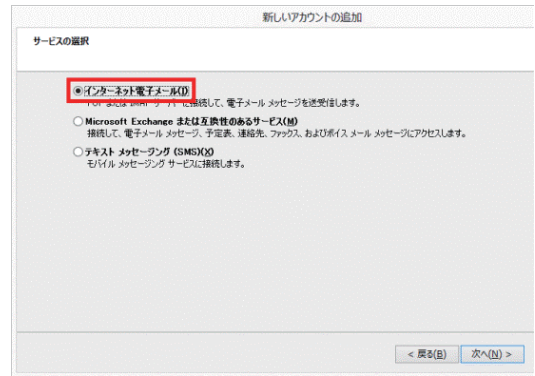 新しいアカウントの追加
サービスの選択
インターネット電子メール(I)
POP または IMAP サーバーに接続して、電子メール メッセージを送受信します。
Microsoft Exchange または互換性のあるサービス(M)
接続して、電子メール メッセージ、予定表、連絡先、ファックス、およびボイス メール メッセージにアクセスします。
テキスト メッセージング (SMS)(X)
モバイル メッセージング サービスに接続します。
< 戻る(B) 次へ(N) >